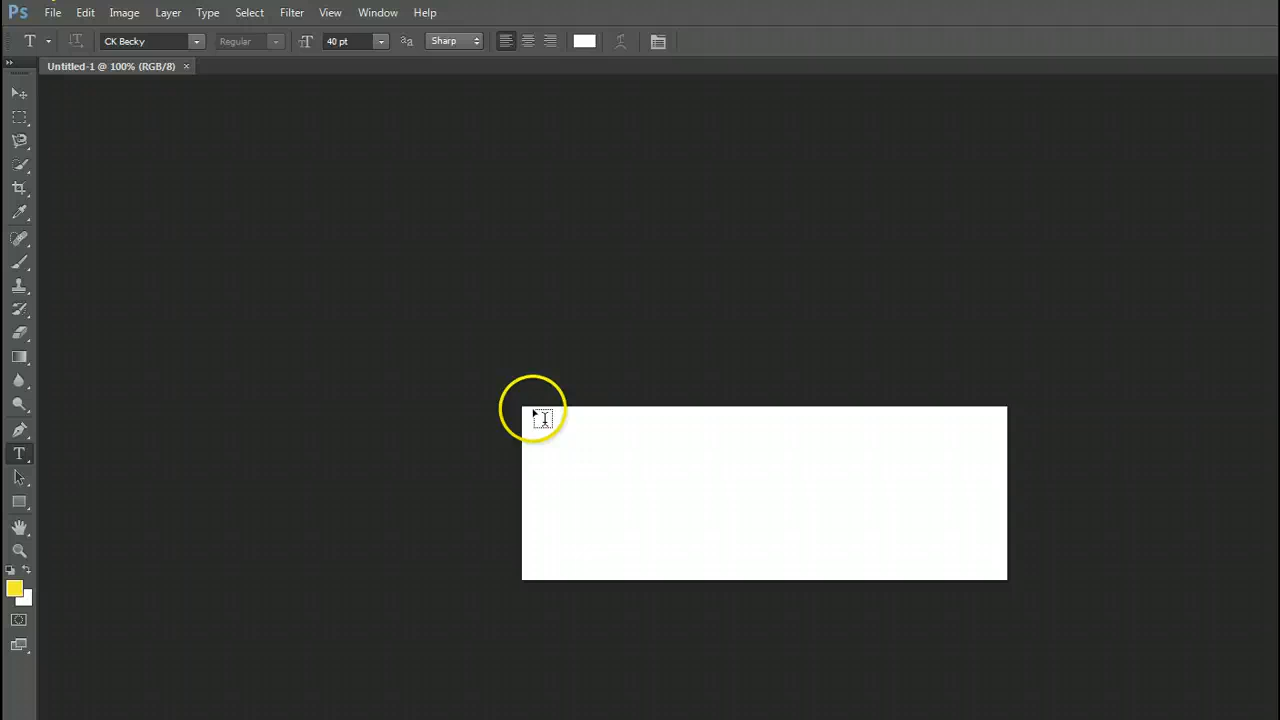 Ps File Edit Image Layer Type Select Filter View Window Help
T CK Becky Regular 40 pt aa Sharp
Untitled-1 @ 100% (RGB/8) ×
T